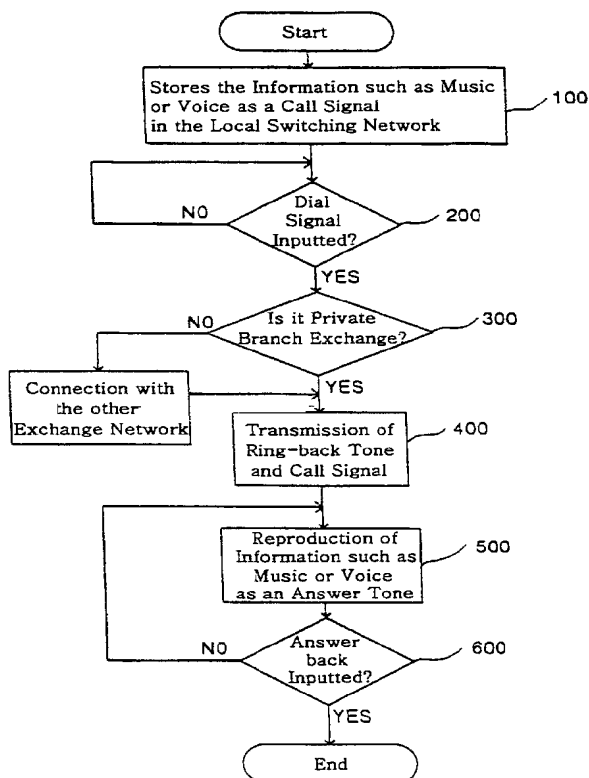 Start
Stores the Information such as Music
or Voice as a Call Signal
in the Local Switching Network
100
NO
Dial
Signal
Inputted?
200
YES
NO
Is it Private
Branch Exchange?
300
YES
Connection with
the other
Exchange Network
Transmission of
Ring-back Tone
and Call Signal
400
Reproduction of
Information such as
Music or Voice
as an Answer Tone
500
NO
Answer
back
Inputted?
600
YES
End